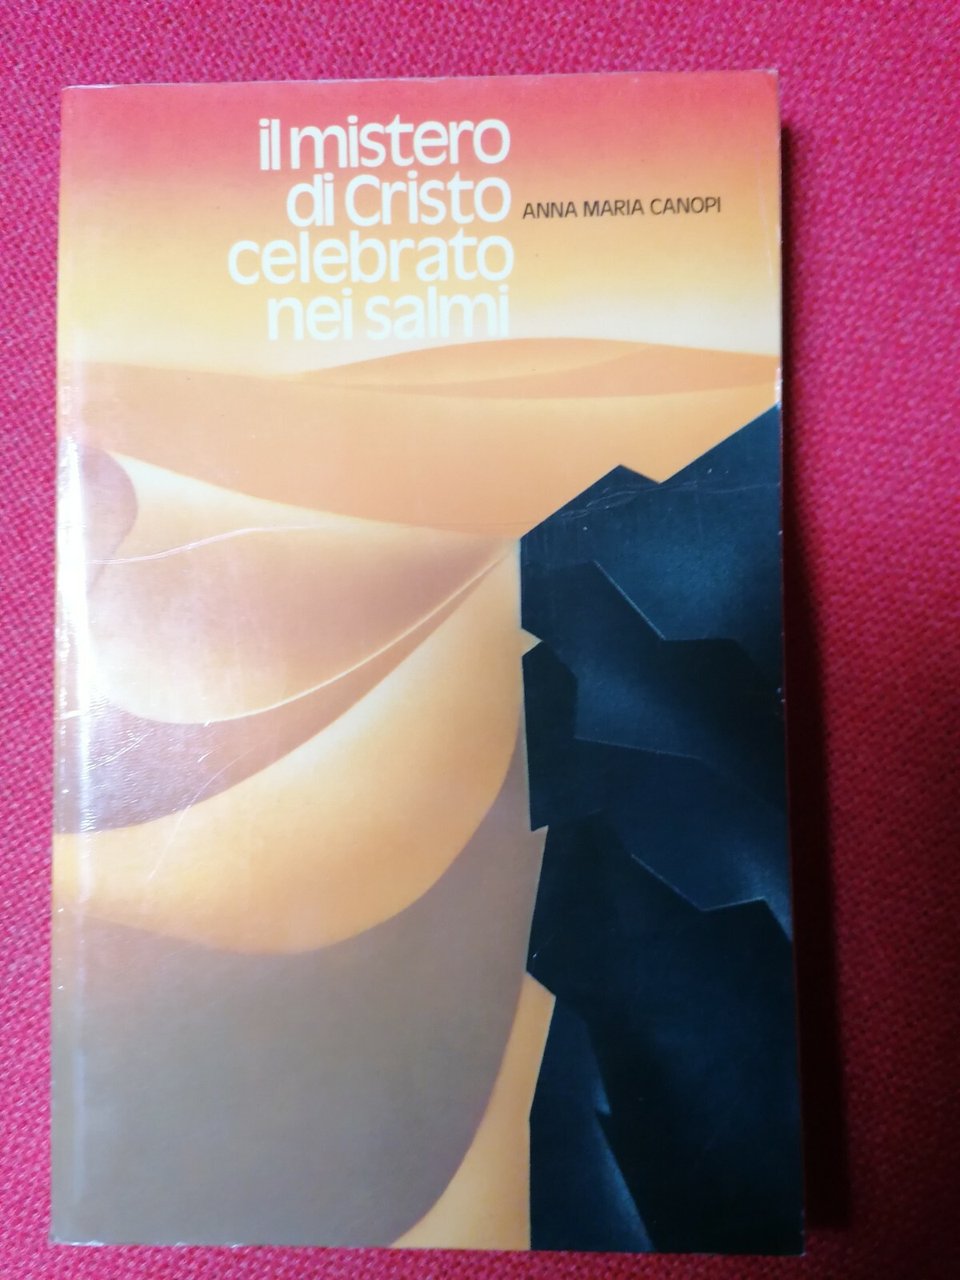 il mistero
di Cristo
celebrato
nei salmi
ANNA MARIA CANOPI